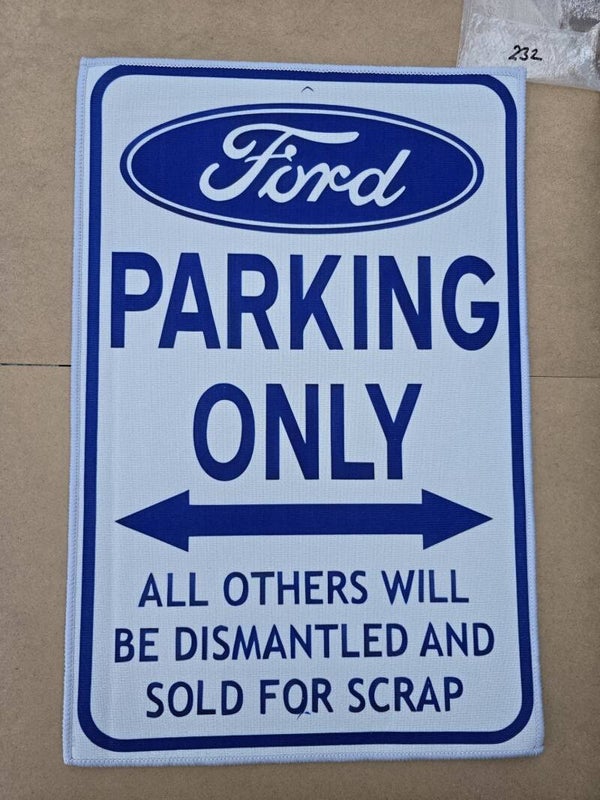 232
Ford
PARKING
ONLY
ALL OTHERS WILL
BE DISMANTLED AND
SOLD FOR SCRAP